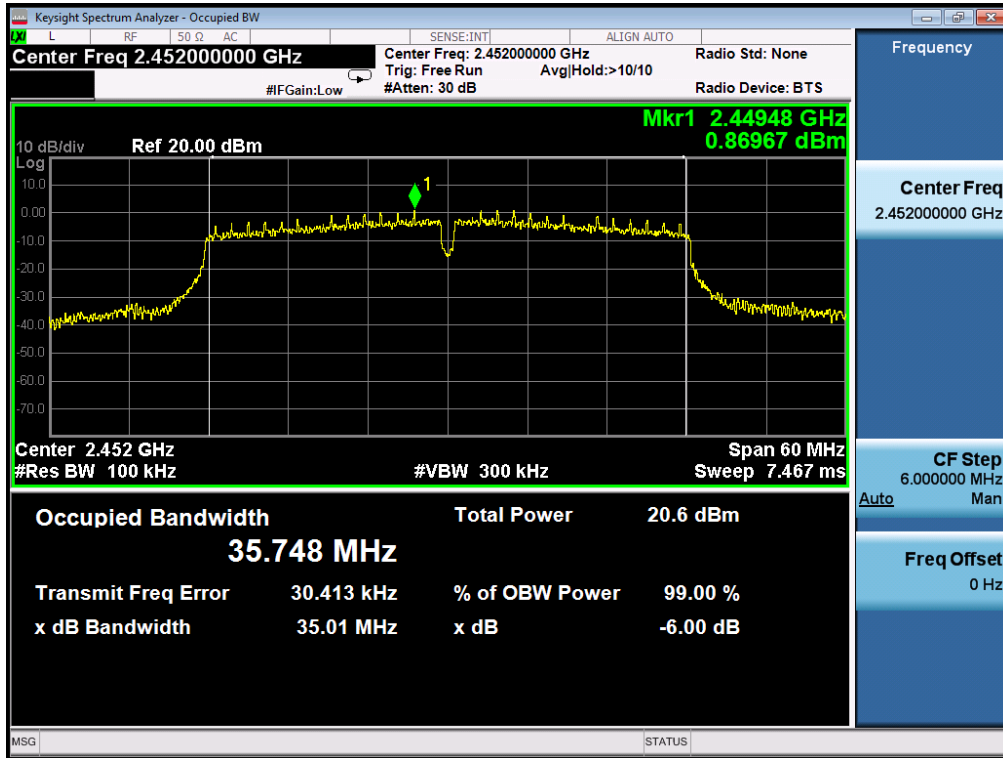 Keysight Spectrum Analyzer - Occupied BW
LXI L RF 50 Ω AC SENSE:INT ALIGN AUTO
Center Freq 2.452000000 GHz
Center Freq: 2.452000000 GHz Radio Std: None
Trig: Free Run Avg|Hold:>10/10
#IFGain:Low #Atten: 30 dB Radio Device: BTS
Mkr1 2.44948 GHz
0.86967 dBm
10 dB/div Ref 20.00 dBm
Log
10.0
0.00
-10.0
-20.0
-30.0
-40.0
-50.0
-60.0
-70.0
1
Center 2.452 GHz Span 60 MHz
#Res BW 100 kHz #VBW 300 kHz Sweep 7.467 ms
Occupied Bandwidth Total Power 20.6 dBm
35.748 MHz
Transmit Freq Error 30.413 kHz % of OBW Power 99.00 %
x dB Bandwidth 35.01 MHz x dB -6.00 dB
MSG STATUS
Frequency
Center Freq
2.452000000 GHz
CF Step
6.000000 MHz
Auto Man
Freq Offset
0 Hz